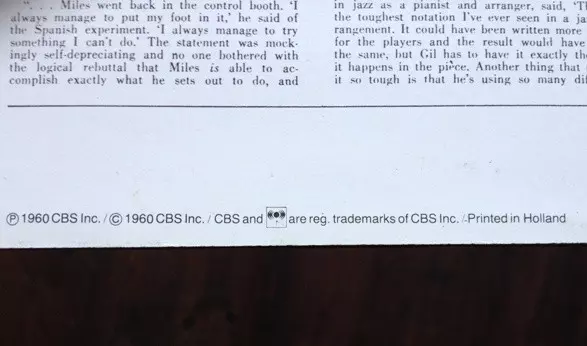 “. . . Miles went back in the control booth. ‘I
always manage to put my foot in it,’ he said of
the Spanish experiment. ‘I always manage to try
something I can't do.’ The statement was mock-
ingly self-depreciating and no one bothered with
the logical rebuttal that Miles is able to ac-
complish exactly what he sets out to do, and
in jazz as a pianist and arranger, said,
the toughest notation I've ever seen in a
rangement. It could have been written more
for the players and the result would have
the same, but Gil has to have it exactly
it happens in the piece. Another thing that
it so tough is that he's using so many
℗ 1960 CBS Inc. / © 1960 CBS Inc. / CBS and are reg. trademarks of CBS Inc. / Printed in Holland